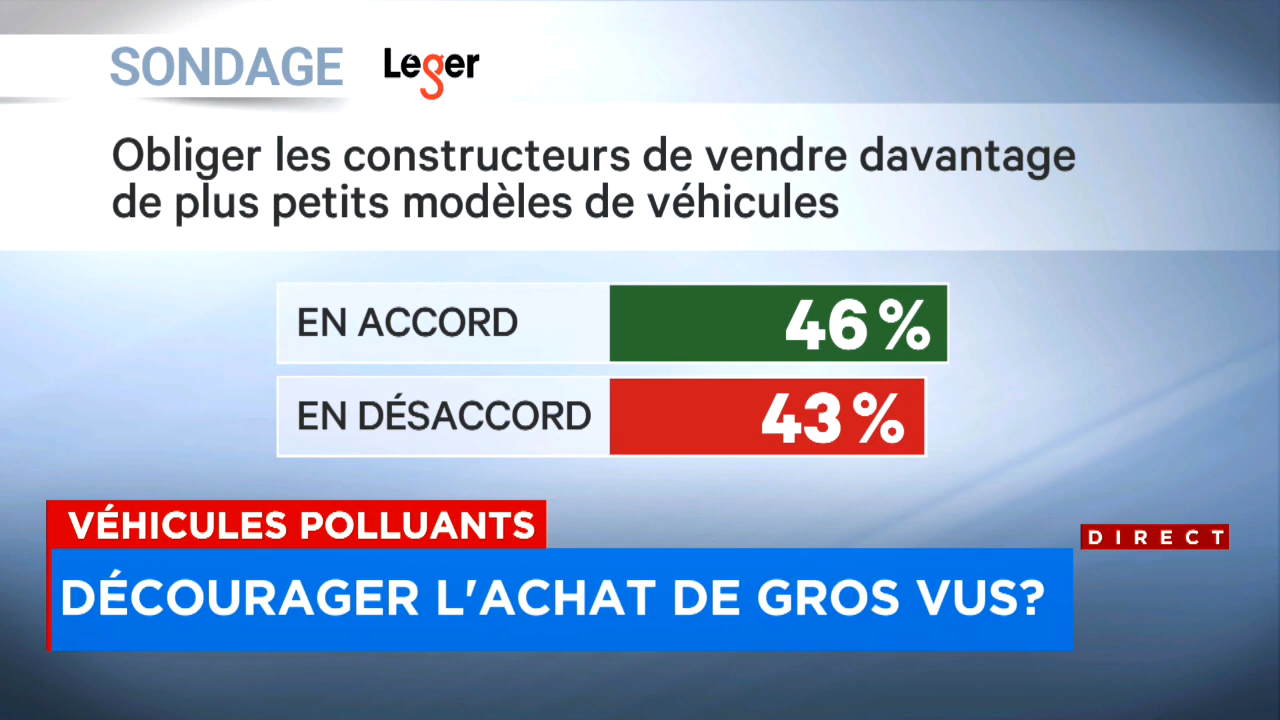 SONDAGE Leger
Obliger les constructeurs de vendre davantage
de plus petits modèles de véhicules
EN ACCORD 46 %
EN DÉSACCORD 43 %
VÉHICULES POLLUANTS
DIRECT
DÉCOURAGER L'ACHAT DE GROS VUS?